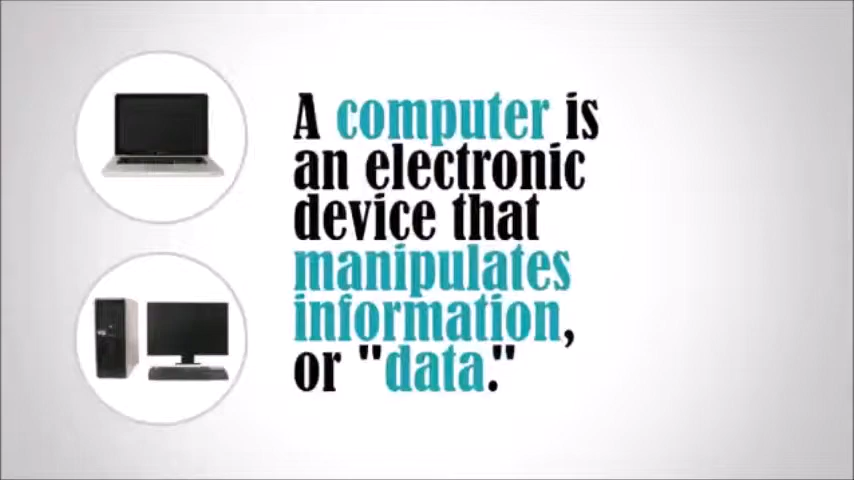 A computer is
an electronic
device that
manipulates
information,
or "data."